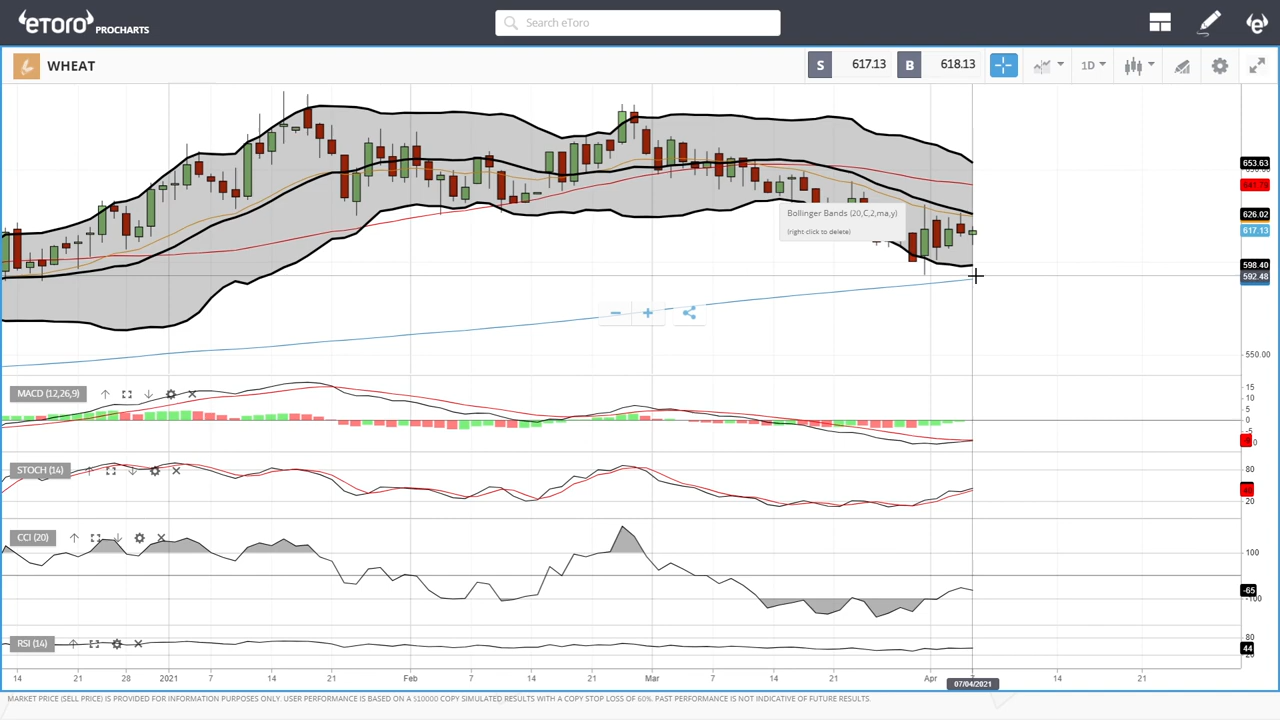 eToro PROCHARTS
Search eToro
WHEAT
S 617.13 B 618.13
1D
653.63
641.79
626.02
617.13
Bollinger Bands (20,C,2,ma,y)
(right click to delete)
598.40
592.48
550.00
MACD (12,26,9)
15
10
5
0
-5
STOCH (14)
80
20
CCI (20)
100
-65
-100
RSI (14)
80
44
14 21 28 2021 7 14 21 Feb 7 14 21 Mar 7 14 21 Apr 14 21
07/04/2021
MARKET PRICE (SELL PRICE) IS PROVIDED FOR INFORMATION PURPOSES ONLY. USER PERFORMANCE IS BASED ON A $10000 COPY SIMULATED RESULTS WITH A COPY STOP LOSS OF 60%. PAST PERFORMANCE IS NOT INDICATIVE OF FUTURE RESULTS.